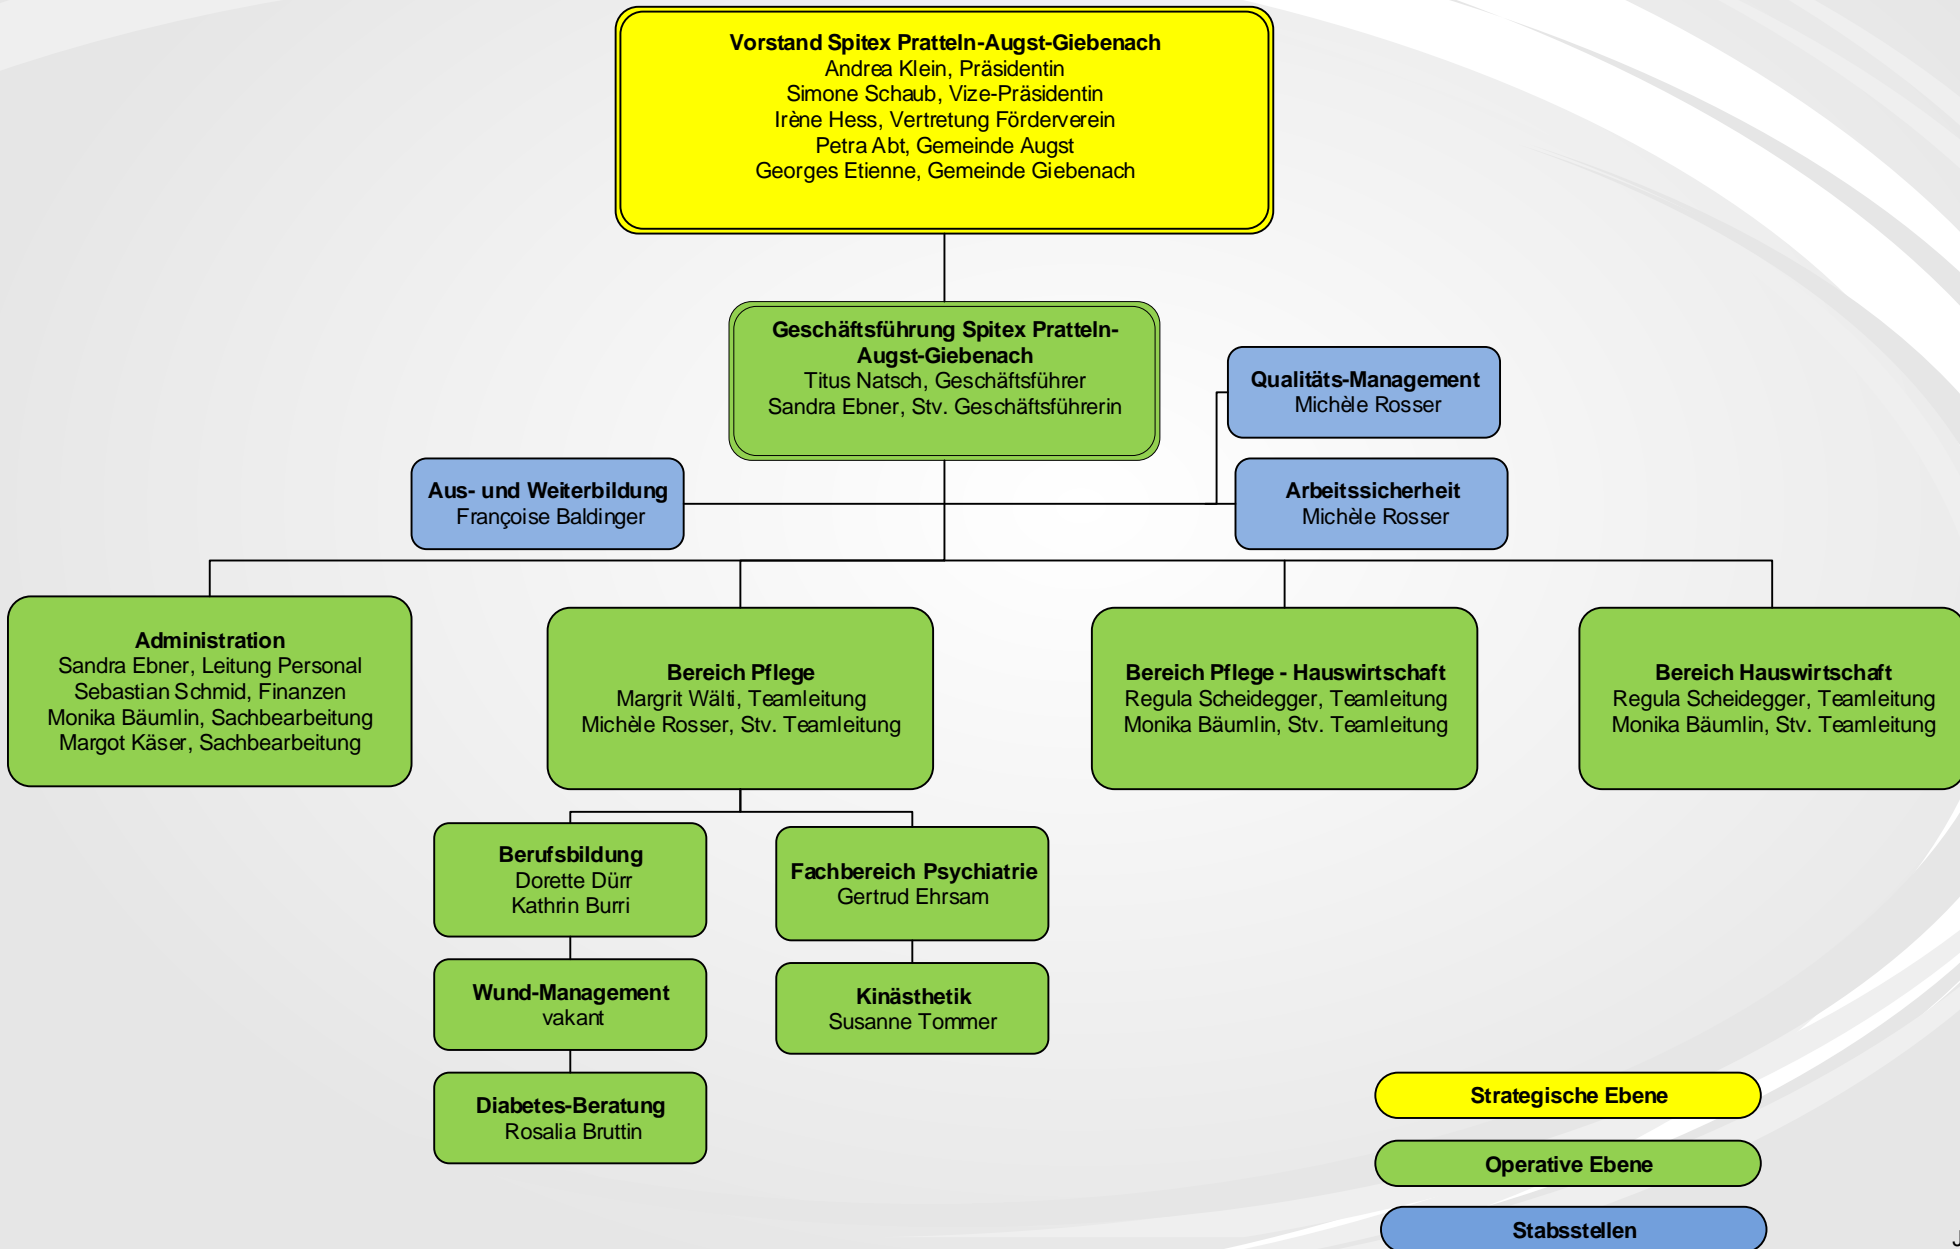 Vorstand Spitex Pratteln-Augst-Giebenach
Andrea Klein, Präsidentin
Simone Schaub, Vize-Präsidentin
Irène Hess, Vertretung Förderverein
Petra Abt, Gemeinde Augst
Georges Etienne, Gemeinde Giebenach
Geschäftsführung Spitex Pratteln-
Augst-Giebenach
Titus Natsch, Geschäftsführer
Sandra Ebner, Stv. Geschäftsführerin
Qualitäts-Management
Michèle Rosser
Aus- und Weiterbildung
Françoise Baldinger
Arbeitssicherheit
Michèle Rosser
Administration
Sandra Ebner, Leitung Personal
Sebastian Schmid, Finanzen
Monika Bäumlin, Sachbearbeitung
Margot Käser, Sachbearbeitung
Bereich Pflege
Margrit Wälti, Teamleitung
Michèle Rosser, Stv. Teamleitung
Bereich Pflege - Hauswirtschaft
Regula Scheidegger, Teamleitung
Monika Bäumlin, Stv. Teamleitung
Bereich Hauswirtschaft
Regula Scheidegger, Teamleitung
Monika Bäumlin, Stv. Teamleitung
Berufsbildung
Dorette Dürr
Kathrin Burri
Fachbereich Psychiatrie
Gertrud Ehrsam
Wund-Management
vakant
Kinästhetik
Susanne Tommer
Diabetes-Beratung
Rosalia Bruttin
Strategische Ebene
Operative Ebene
Stabsstellen